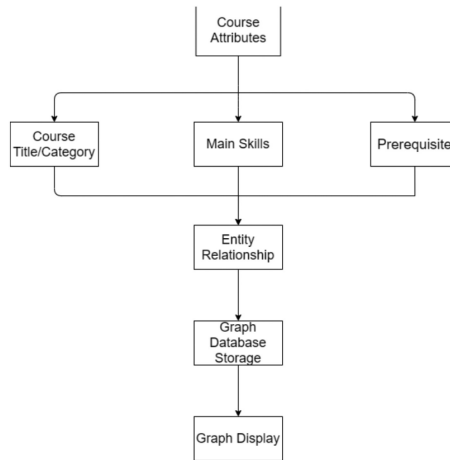 Course
Attributes
Course
Title/Category
Main Skills
Prerequisite
Entity
Relationship
Graph
Database
Storage
Graph Display